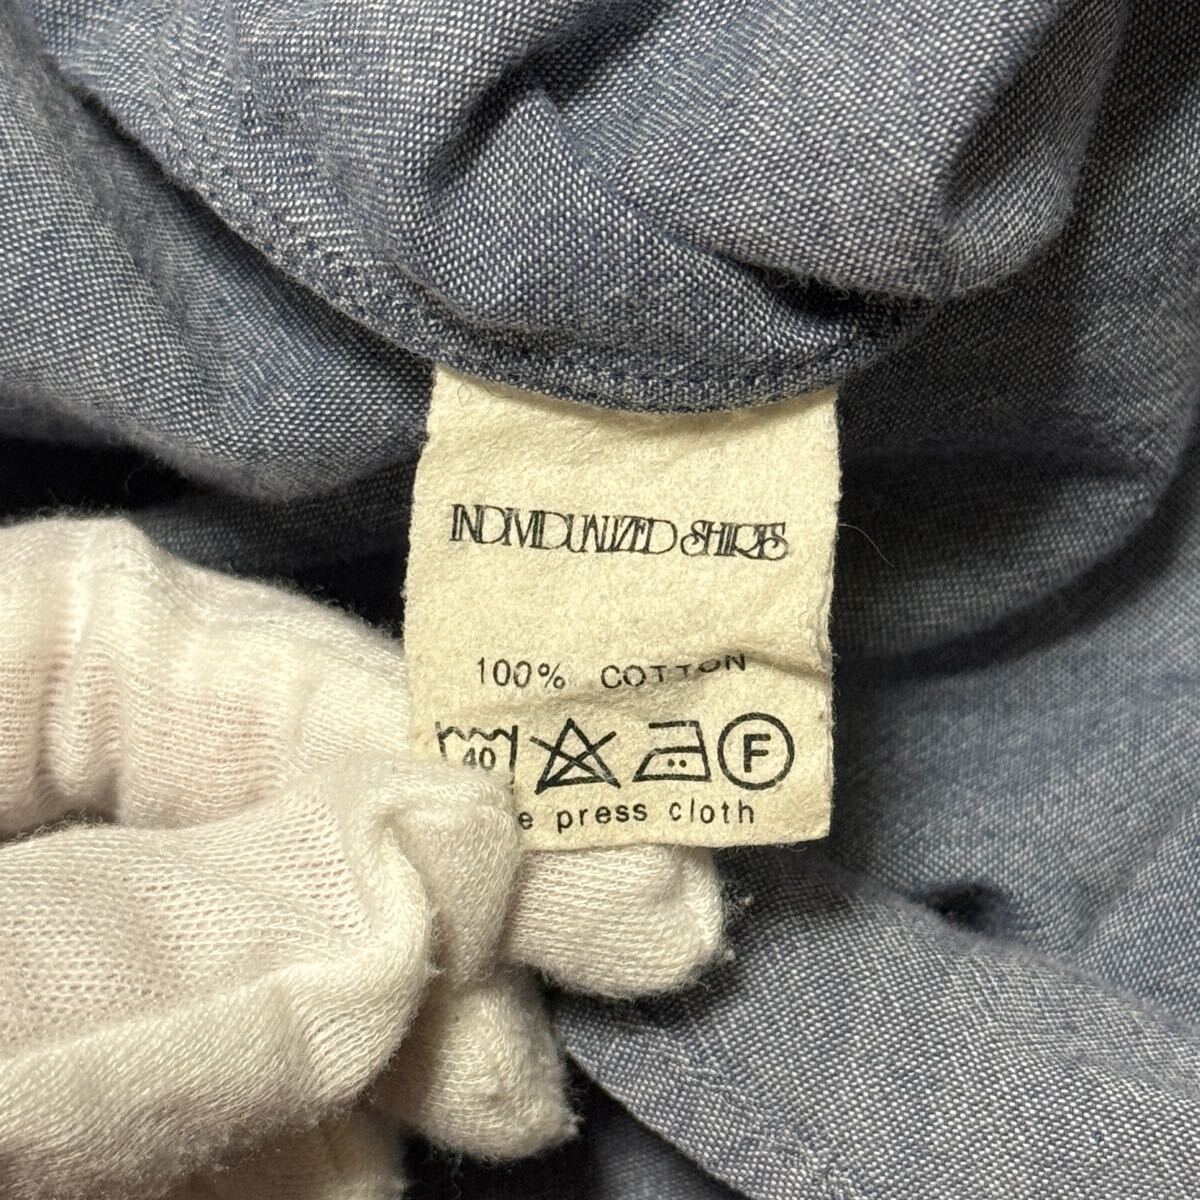 INDIVIDUALIZED SHIRTS
100% COTTON
40 F
press cloth